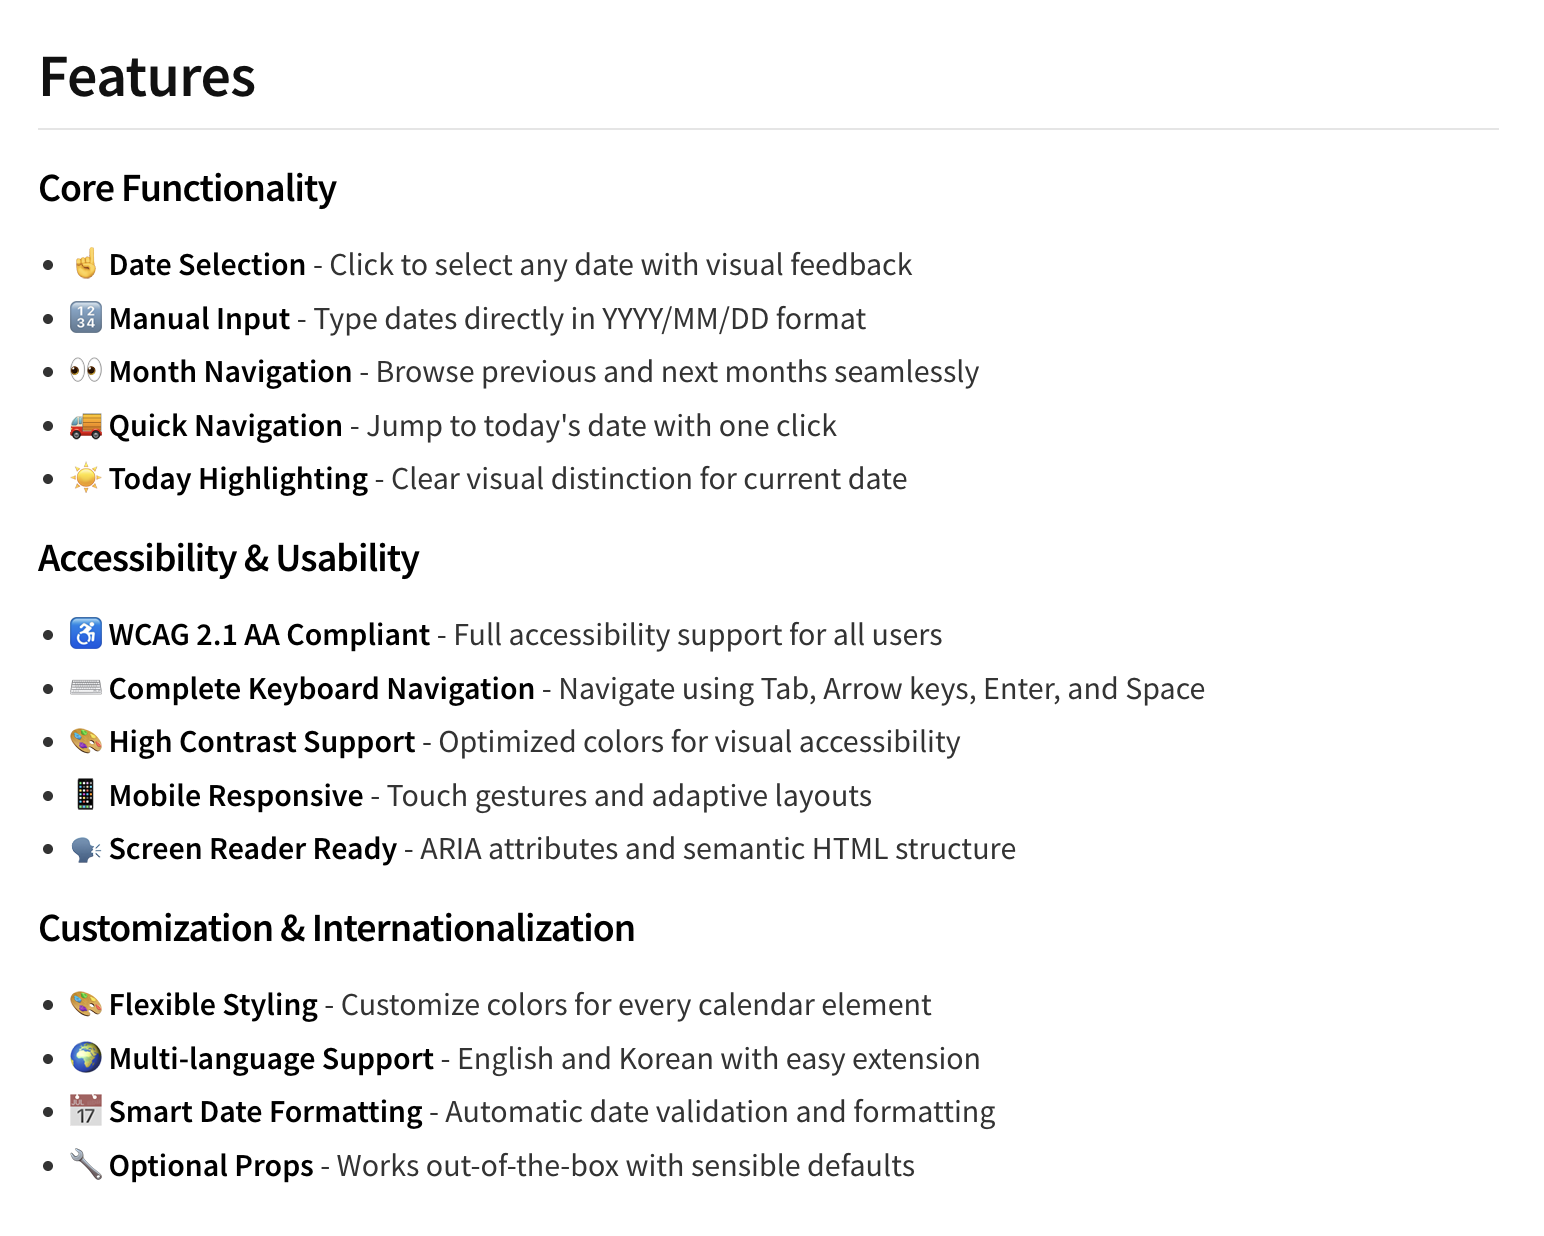 Features
Core Functionality
• ☝️ Date Selection - Click to select any date with visual feedback
• 🔢 Manual Input - Type dates directly in YYYY/MM/DD format
• 👀 Month Navigation - Browse previous and next months seamlessly
• 🚚 Quick Navigation - Jump to today's date with one click
• ☀️ Today Highlighting - Clear visual distinction for current date
Accessibility & Usability
• ♿ WCAG 2.1 AA Compliant - Full accessibility support for all users
• ⌨️ Complete Keyboard Navigation - Navigate using Tab, Arrow keys, Enter, and Space
• 🎨 High Contrast Support - Optimized colors for visual accessibility
• 📱 Mobile Responsive - Touch gestures and adaptive layouts
• 🗣️ Screen Reader Ready - ARIA attributes and semantic HTML structure
Customization & Internationalization
• 🎨 Flexible Styling - Customize colors for every calendar element
• 🌍 Multi-language Support - English and Korean with easy extension
• 📅 Smart Date Formatting - Automatic date validation and formatting
• 🔧 Optional Props - Works out-of-the-box with sensible defaults